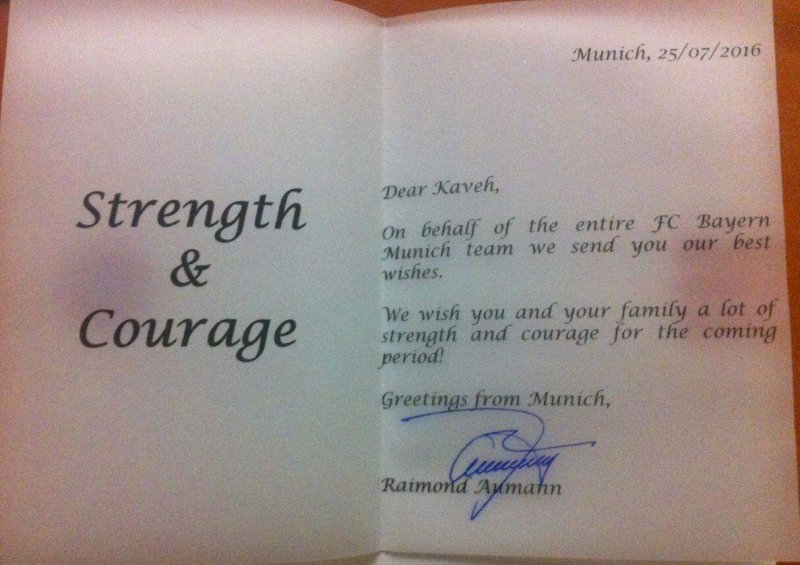 Strength
&
Courage
Munich, 25/07/2016
Dear Kaveh,
On behalf of the entire FC Bayern
Munich team we send you our best
wishes.
We wish you and your family a lot of
strength and courage for the coming
period!
Greetings from Munich,
Raimond Aumann